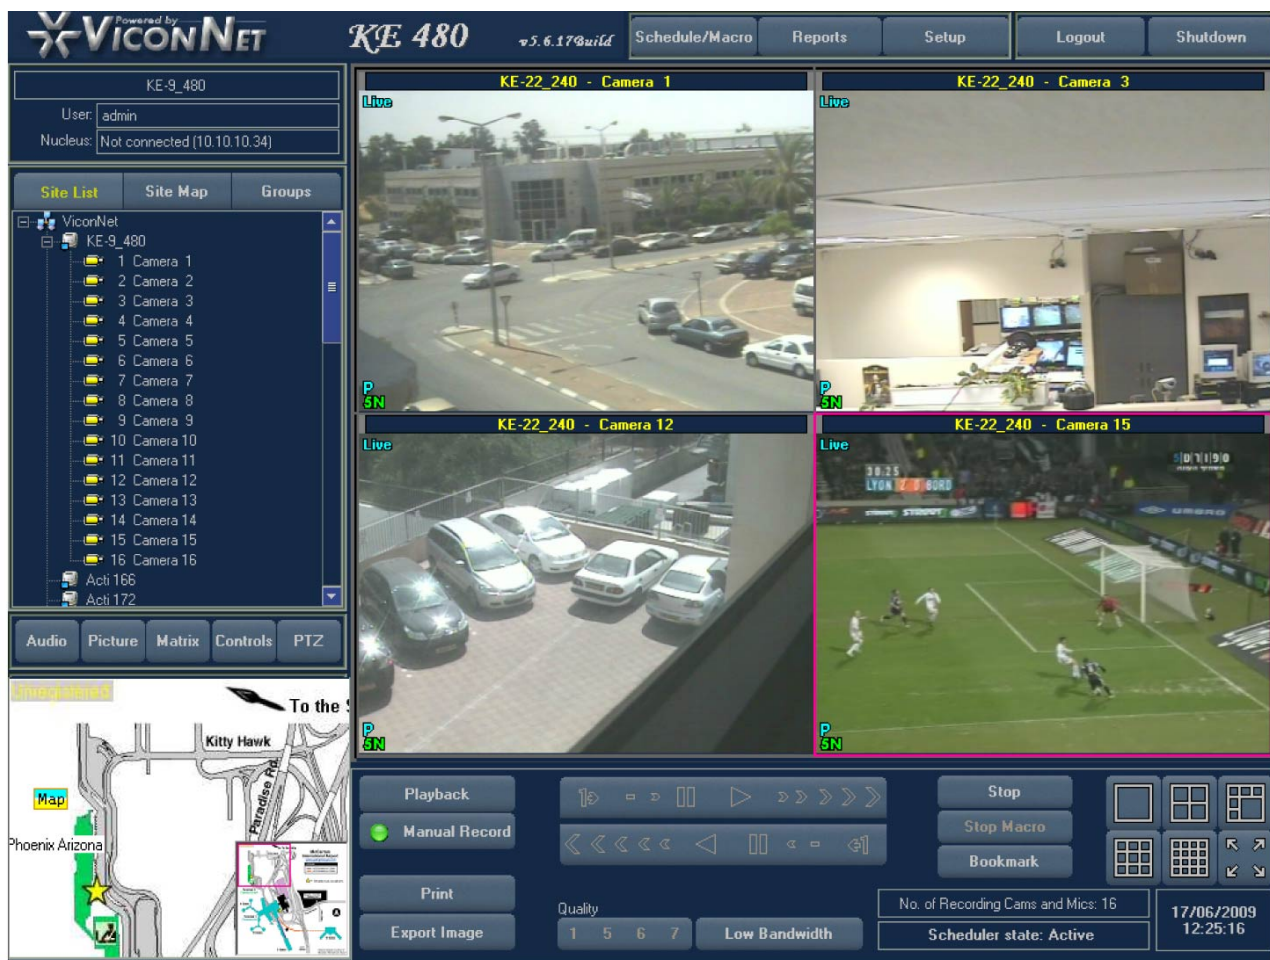 Powered by
VICONNET
KE 480
v5.6.17Build
Schedule/Macro
Reports
Setup
Logout
Shutdown
KE-9_480
User: admin
Nucleus: Not connected (10.10.10.34)
Site List
Site Map
Groups
ViconNet
KE-9_480
1 Camera 1
2 Camera 2
3 Camera 3
4 Camera 4
5 Camera 5
6 Camera 6
7 Camera 7
8 Camera 8
9 Camera 9
10 Camera 10
11 Camera 11
12 Camera 12
13 Camera 13
14 Camera 14
15 Camera 15
16 Camera 16
Acti 166
Acti 172
Audio
Picture
Matrix
Controls
PTZ
Unregistered
To the
Kitty Hawk
Paradise Rd.
Map
Phoenix Arizona
KE-22_240 - Camera 1
Live
P
5N
KE-22_240 - Camera 3
Live
P
5N
KE-22_240 - Camera 12
Live
P
5N
KE-22_240 - Camera 15
Live
30:25
LYON 2 0 BORD
UMBRO
P
5N
Playback
Manual Record
Print
Export Image
Stop
Stop Macro
Bookmark
Quality
1 5 6 7
Low Bandwidth
No. of Recording Cams and Mics: 16
Scheduler state: Active
17/06/2009
12:25:16